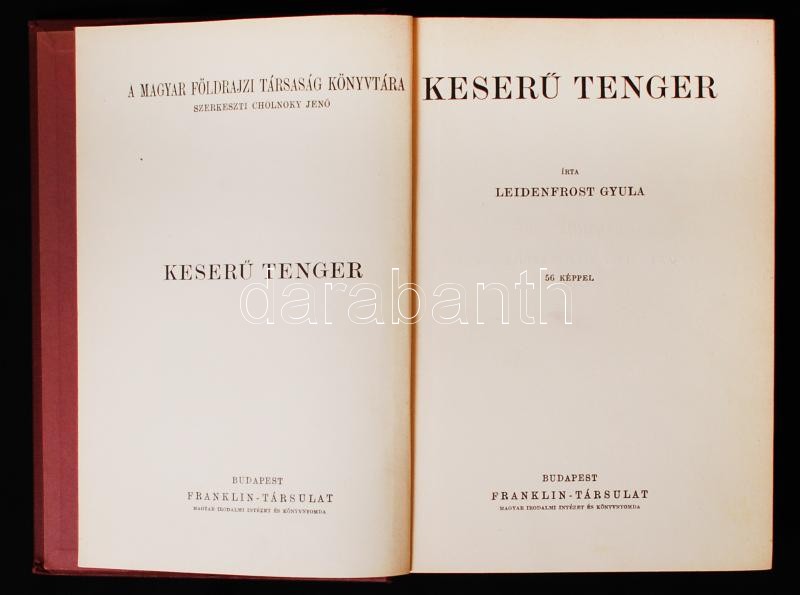 A MAGYAR FÖLDRAJZI TÁRSASÁG KÖNYVTÁRA
SZERKESZTI CHOLNOKY JENŐ
KESERŰ TENGER
BUDAPEST
FRANKLIN-TÁRSULAT
MAGYAR IRODALMI INTÉZET ÉS KÖNYVNYOMDA
KESERŰ TENGER
ÍRTA
LEIDENFROST GYULA
56 KÉPPEL
BUDAPEST
FRANKLIN-TÁRSULAT
MAGYAR IRODALMI INTÉZET ÉS KÖNYVNYOMDA
darabanth